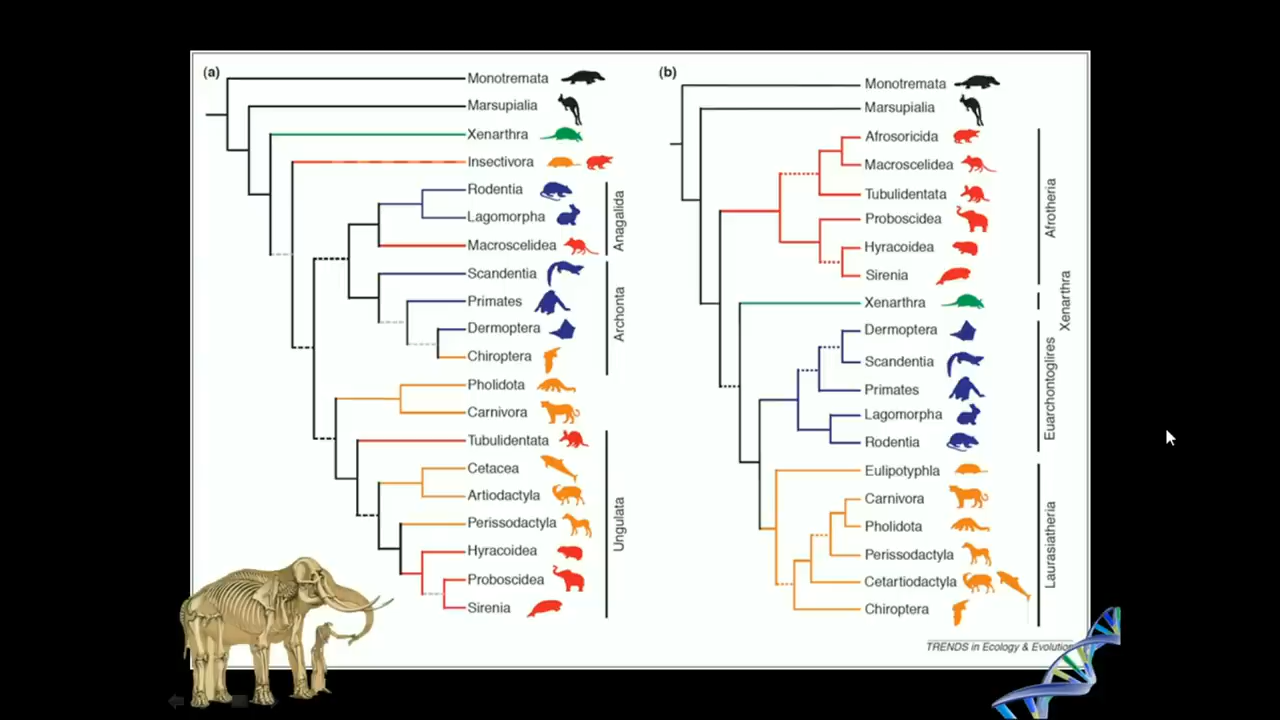 (a)
Monotremata
Marsupialia
Xenarthra
Insectivora
Rodentia
Lagomorpha
Macroscelidea
Anagalida
Scandentia
Primates
Dermoptera
Chiroptera
Archonta
Pholidota
Carnivora
Tubulidentata
Cetacea
Artiodactyla
Perissodactyla
Hyracoidea
Proboscidea
Sirenia
Ungulata
(b)
Monotremata
Marsupialia
Afrosoricida
Macroscelidea
Tubulidentata
Proboscidea
Hyracoidea
Sirenia
Afrotheria
Xenarthra
Xenarthra
Dermoptera
Scandentia
Primates
Lagomorpha
Rodentia
Euarchontoglires
Eulipotyphla
Carnivora
Pholidota
Perissodactyla
Cetartiodactyla
Chiroptera
Laurasiatheria
TRENDS in Ecology & Evolution